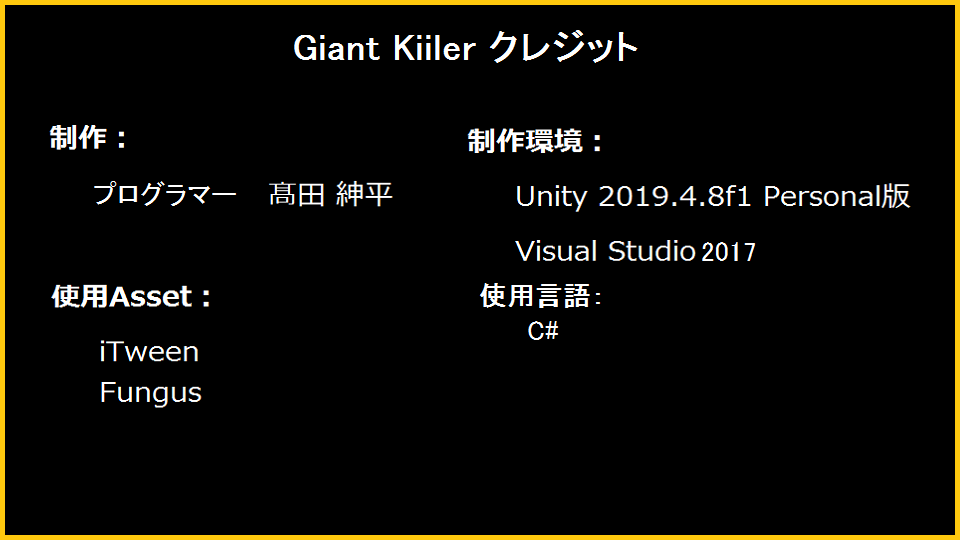 Giant Kiiler クレジット
制作：
プログラマー　髙田 紳平
使用Asset：
iTween
Fungus
制作環境：
Unity 2019.4.8f1 Personal版
Visual Studio 2017
使用言語：
C#